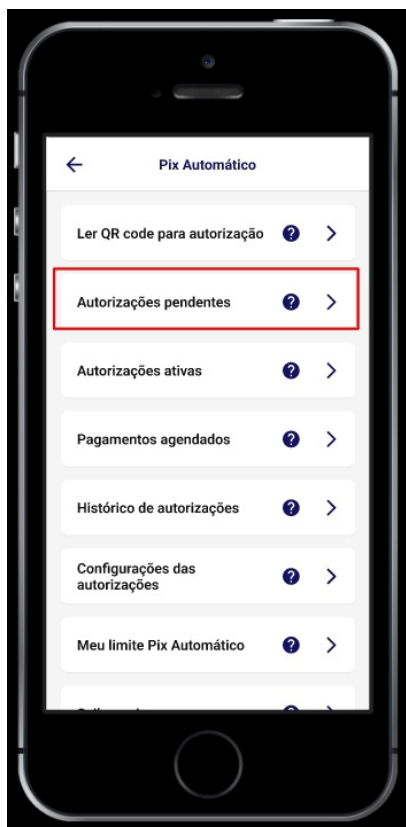 Pix Automático
Ler QR code para autorização
Autorizações pendentes
Autorizações ativas
Pagamentos agendados
Histórico de autorizações
Configurações das
autorizações
Meu limite Pix Automático